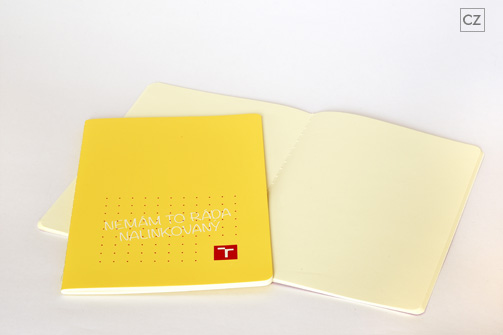 CZ
NEMÁM TO RÁDA
NALINKOVANÝ.